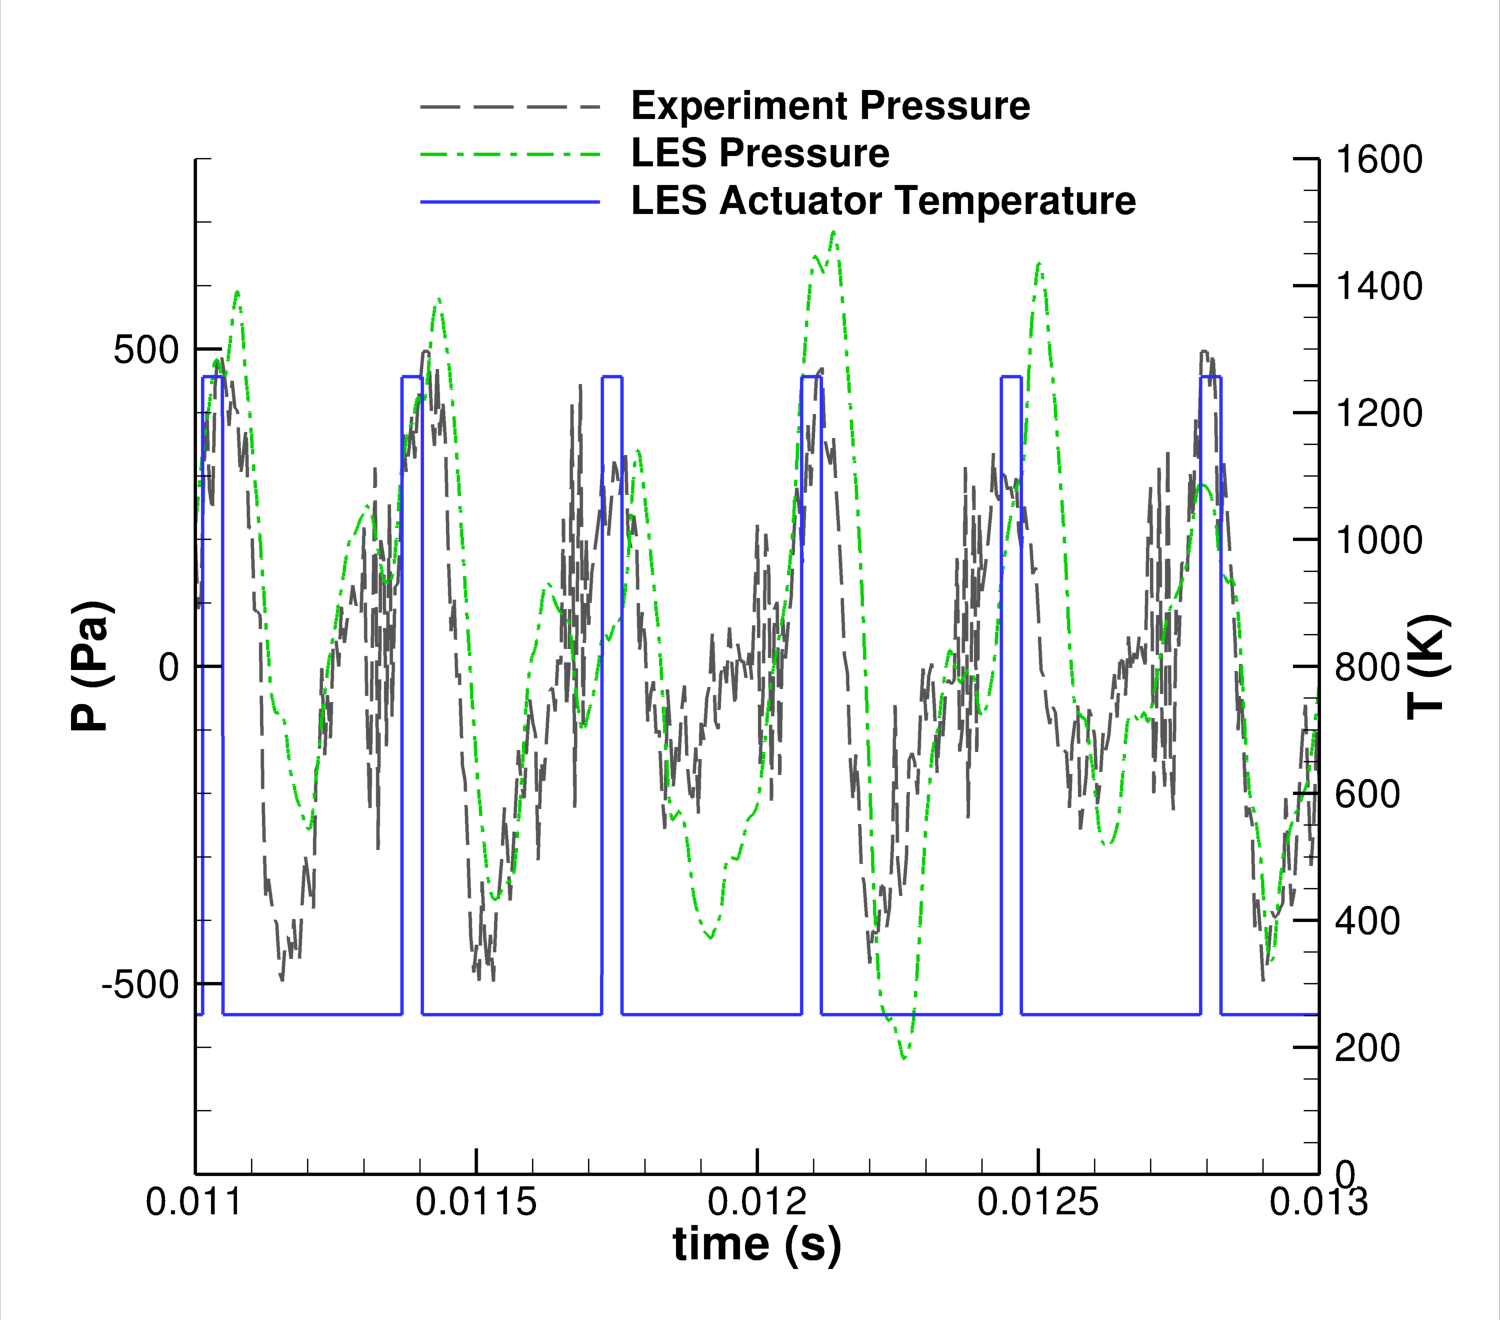 Experiment Pressure
LES Pressure
LES Actuator Temperature
1600
1400
500
1200
1000
P (Pa)
0
800
T (K)
600
400
-500
200
0
0.011
0.0115
0.012
0.0125
0.013
time (s)